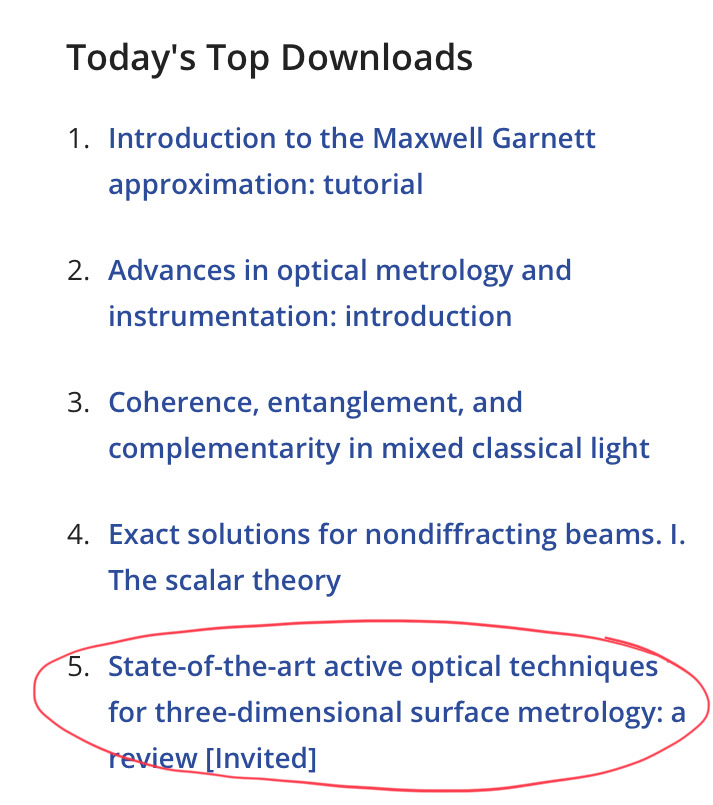 Today's Top Downloads
1. Introduction to the Maxwell Garnett
approximation: tutorial
2. Advances in optical metrology and
instrumentation: introduction
3. Coherence, entanglement, and
complementarity in mixed classical light
4. Exact solutions for nondiffracting beams. I.
The scalar theory
5. State-of-the-art active optical techniques
for three-dimensional surface metrology: a
review [Invited]